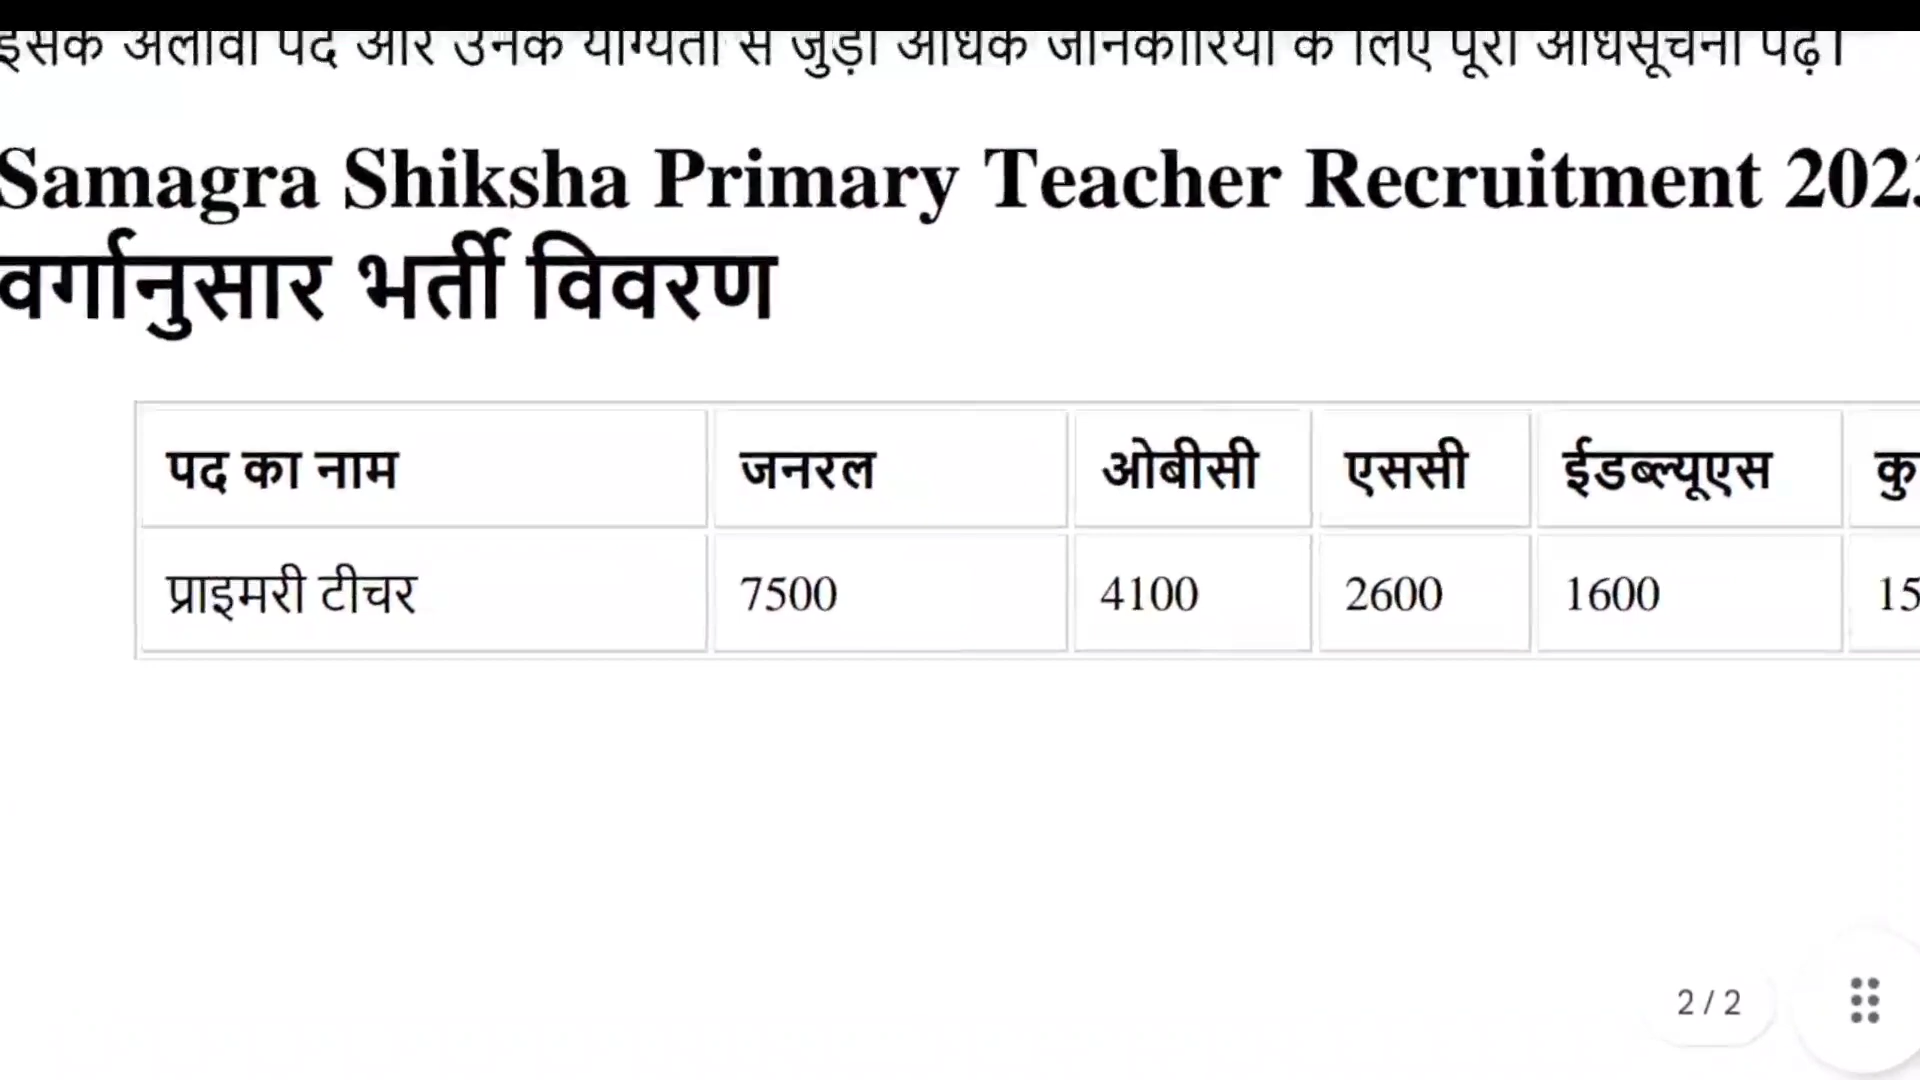 इसके अलावा पद और उनके योग्यता से जुड़ी अधिक जानकारियों के लिए पूरी अधिसूचना पढ़ें।
Samagra Shiksha Primary Teacher Recruitment
वर्गानुसार भर्ती विवरण
पद का नाम जनरल ओबीसी एससी ईडब्ल्यूएस
प्राइमरी टीचर 7500 4100 2600 1600
2 / 2